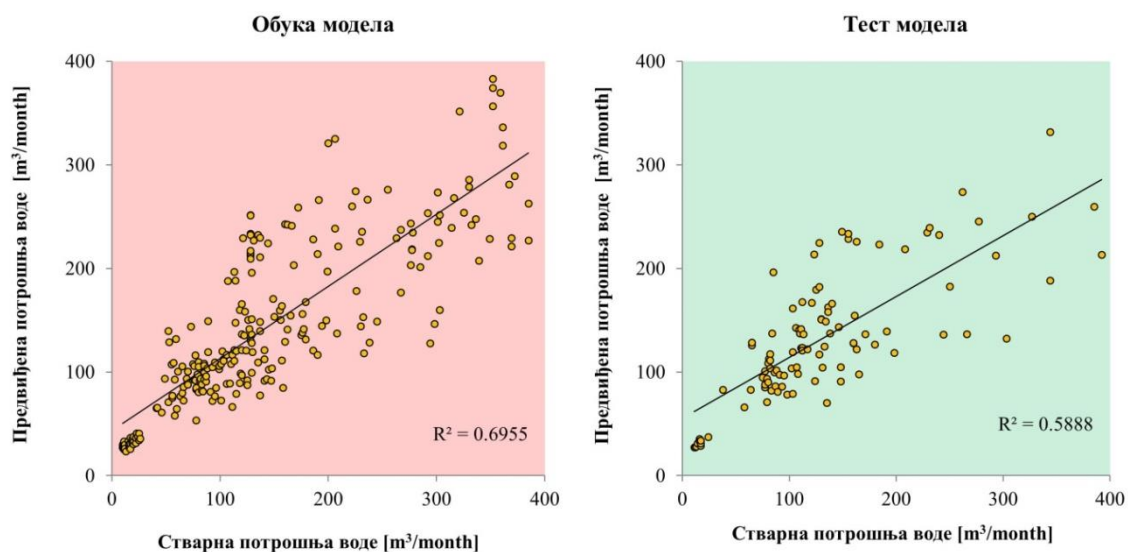 Обука модела
Предвиђена потрошња воде [m³/month]
400
300
200
100
0
R² = 0.6955
0 100 200 300 400
Стварна потрошња воде [m³/month]
Тест модела
Предвиђена потрошња воде [m³/month]
400
300
200
100
0
R² = 0.5888
0 100 200 300 400
Стварна потрошња воде [m³/month]